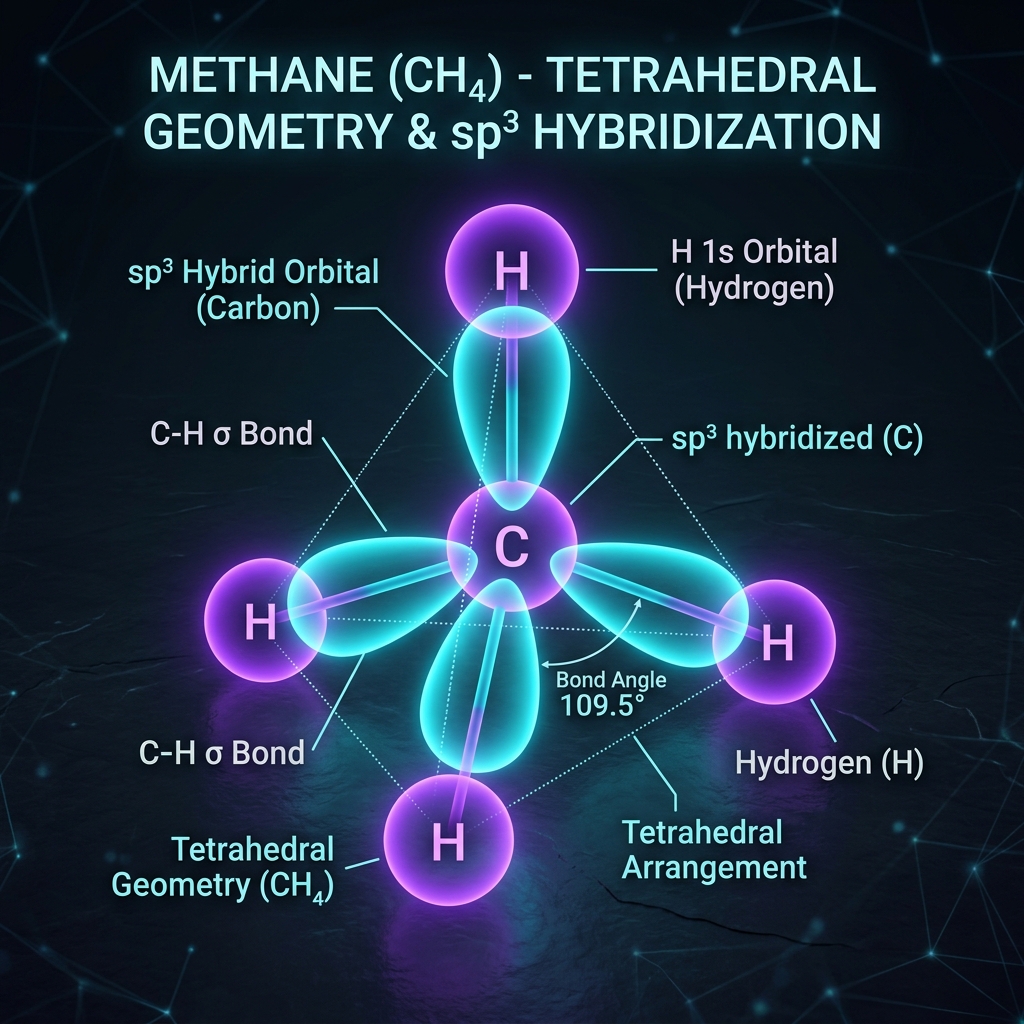 METHANE (CH₄) - TETRAHEDRAL
GEOMETRY & sp³ HYBRIDIZATION
H
H 1s Orbital
(Hydrogen)
sp³ Hybrid Orbital
(Carbon)
C-H σ Bond
sp³ hybridized (C)
C
H
H
Bond Angle
109.5°
C-H σ Bond
Hydrogen (H)
H
Tetrahedral
Geometry (CH₄)
Tetrahedral
Arrangement